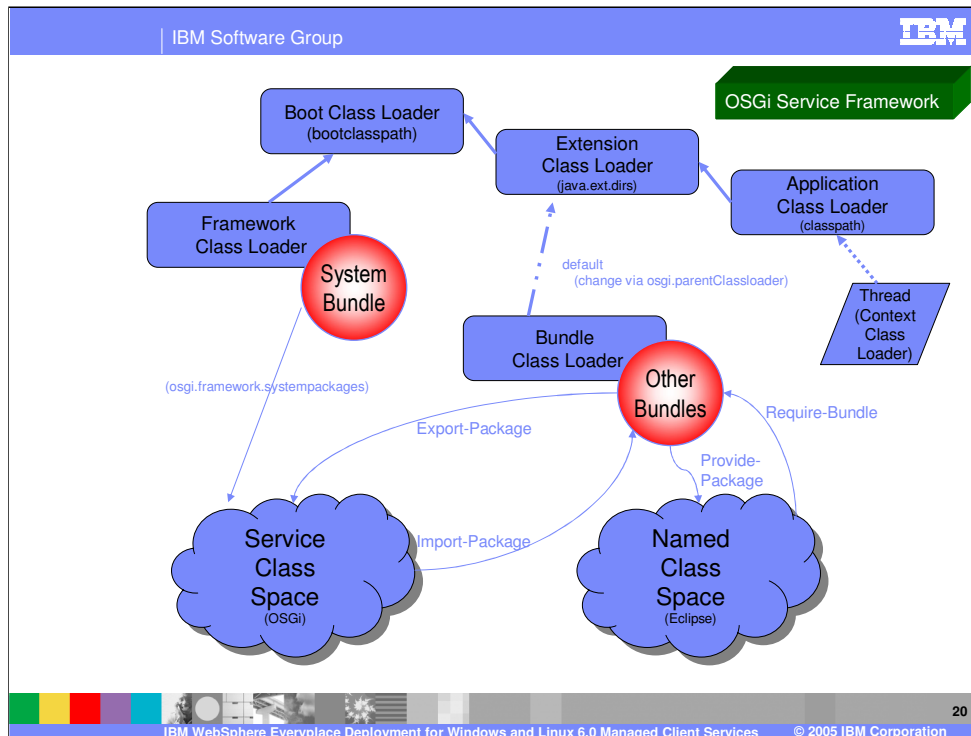 IBM Software Group
IBM
OSGi Service Framework
Boot Class Loader
(bootclasspath)
Extension
Class Loader
(java.ext.dirs)
Application
Class Loader
(classpath)
Framework
Class Loader
System
Bundle
default
(change via osgi.parentClassloader)
Thread
(Context
Class
Loader)
Bundle
Class Loader
Other
Bundles
(osgi.framework.systempackages)
Export-Package
Require-Bundle
Provide-
Package
Import-Package
Service
Class
Space
(OSGi)
Named
Class
Space
(Eclipse)
20
IBM WebSphere Everyplace Deployment for Windows and Linux 6.0 Managed Client Services
© 2005 IBM Corporation